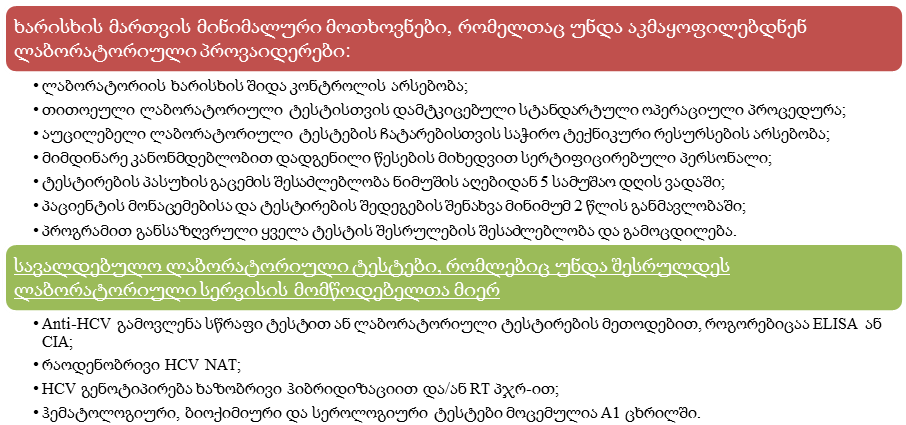 ხარისხის მართვის მინიმალური მოთხოვნები, რომელთაც უნდა აკმაყოფილებდნენ
ლაბორატორიული პროვაიდერები:
• ლაბორატორიის ხარისხის შიდა კონტროლის არსებობა;
• თითოეული ლაბორატორიული ტესტისთვის დამტკიცებული სტანდარტული ოპერაციული პროცედურა;
• აუცილებელი ლაბორატორიული ტესტების ჩატარებისთვის საჭირო ტექნიკური რესურსების არსებობა;
• მიმდინარე კანონმდებლობით დადგენილი წესების მიხედვით სერტიფიცირებული პერსონალი;
• ტესტირების პასუხის გაცემის შესაძლებლობა ნიმუშის აღებიდან 5 სამუშაო დღის ვადაში;
• პაციენტის მონაცემებისა და ტესტირების შედეგების შენახვა მინიმუმ 2 წლის განმავლობაში;
• პროგრამით განსაზღვრული ყველა ტესტის შესრულების შესაძლებლობა და გამოცდილება.
სავალდებულო ლაბორატორიული ტესტები, რომლებიც უნდა შესრულდეს
ლაბორატორიული სერვისის მომწოდებელთა მიერ
• Anti-HCV გამოვლენა სწრაფი ტესტით ან ლაბორატორიული ტესტირების მეთოდებით, როგორებიცაა ELISA ან
CIA;
• რაოდენობრივი HCV NAT;
• HCV გენოტიპირება ხაზობრივი ჰიბრიდიზაციით და/ან RT პჯრ-ით;
• ჰემატოლოგიური, ბიოქიმიური და სეროლოგიური ტესტები მოცემულია A1 ცხრილში.